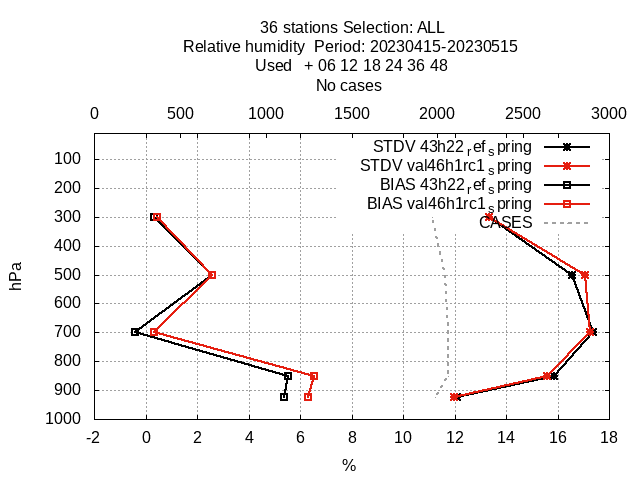 36 stations Selection: ALL
Relative humidity  Period: 20230415-20230515
Used   + 06 12 18 24 36 48
No cases
0 500 1000 1500 2000 2500 3000
STDV 43h22_ref_spring
STDV val46h1rc1_spring
BIAS 43h22_ref_spring
BIAS val46h1rc1_spring
CASES
hPa
100
200
300
400
500
600
700
800
900
1000
-2 0 2 4 6 8 10 12 14 16 18
%